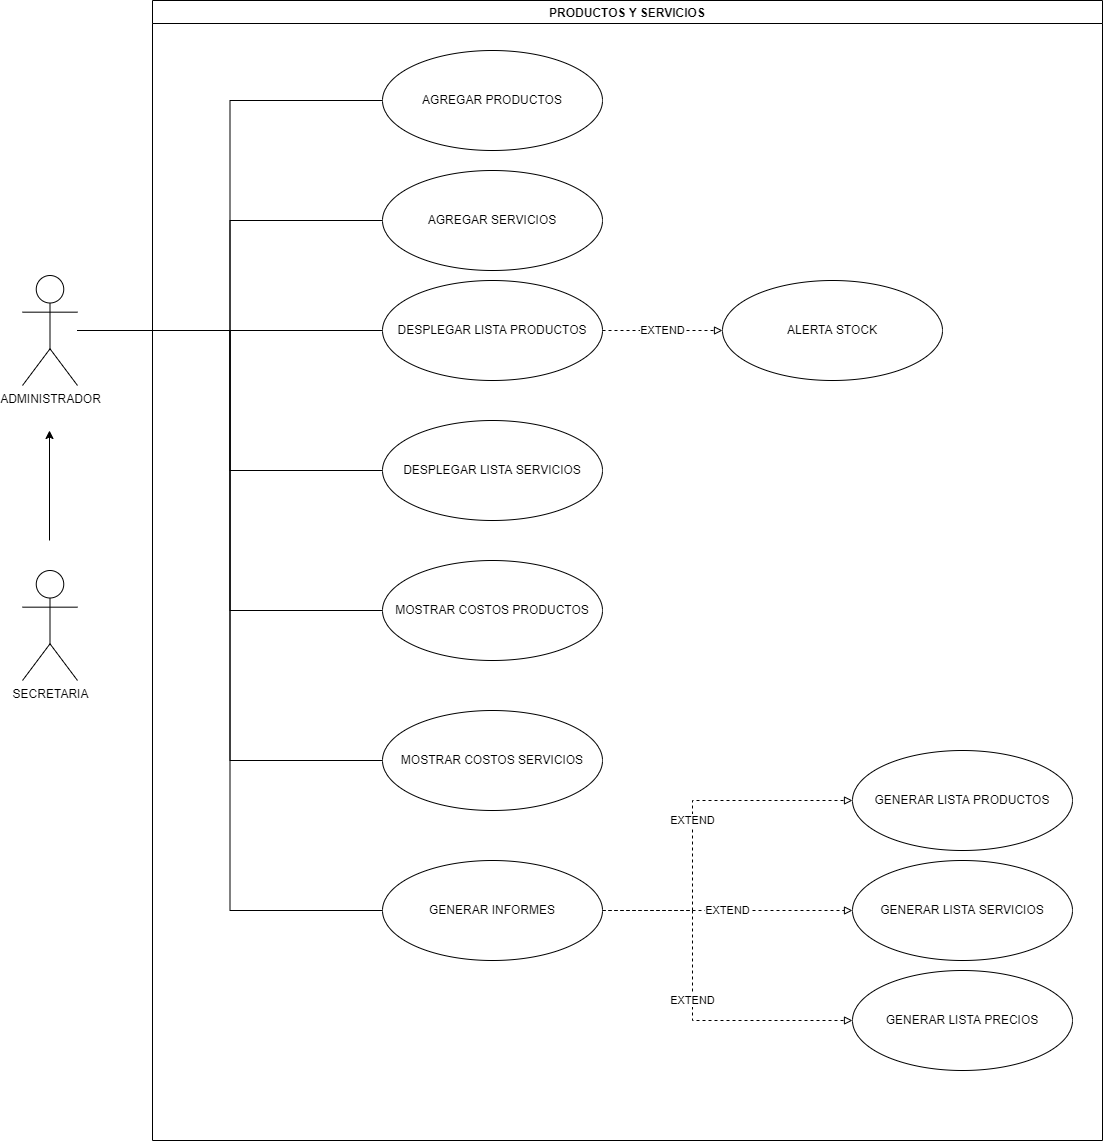 PRODUCTOS Y SERVICIOS
AGREGAR PRODUCTOS
AGREGAR SERVICIOS
DESPLEGAR LISTA PRODUCTOS
EXTEND
ALERTA STOCK
ADMINISTRADOR
DESPLEGAR LISTA SERVICIOS
MOSTRAR COSTOS PRODUCTOS
SECRETARIA
MOSTRAR COSTOS SERVICIOS
GENERAR LISTA PRODUCTOS
EXTEND
GENERAR INFORMES
EXTEND
GENERAR LISTA SERVICIOS
EXTEND
GENERAR LISTA PRECIOS